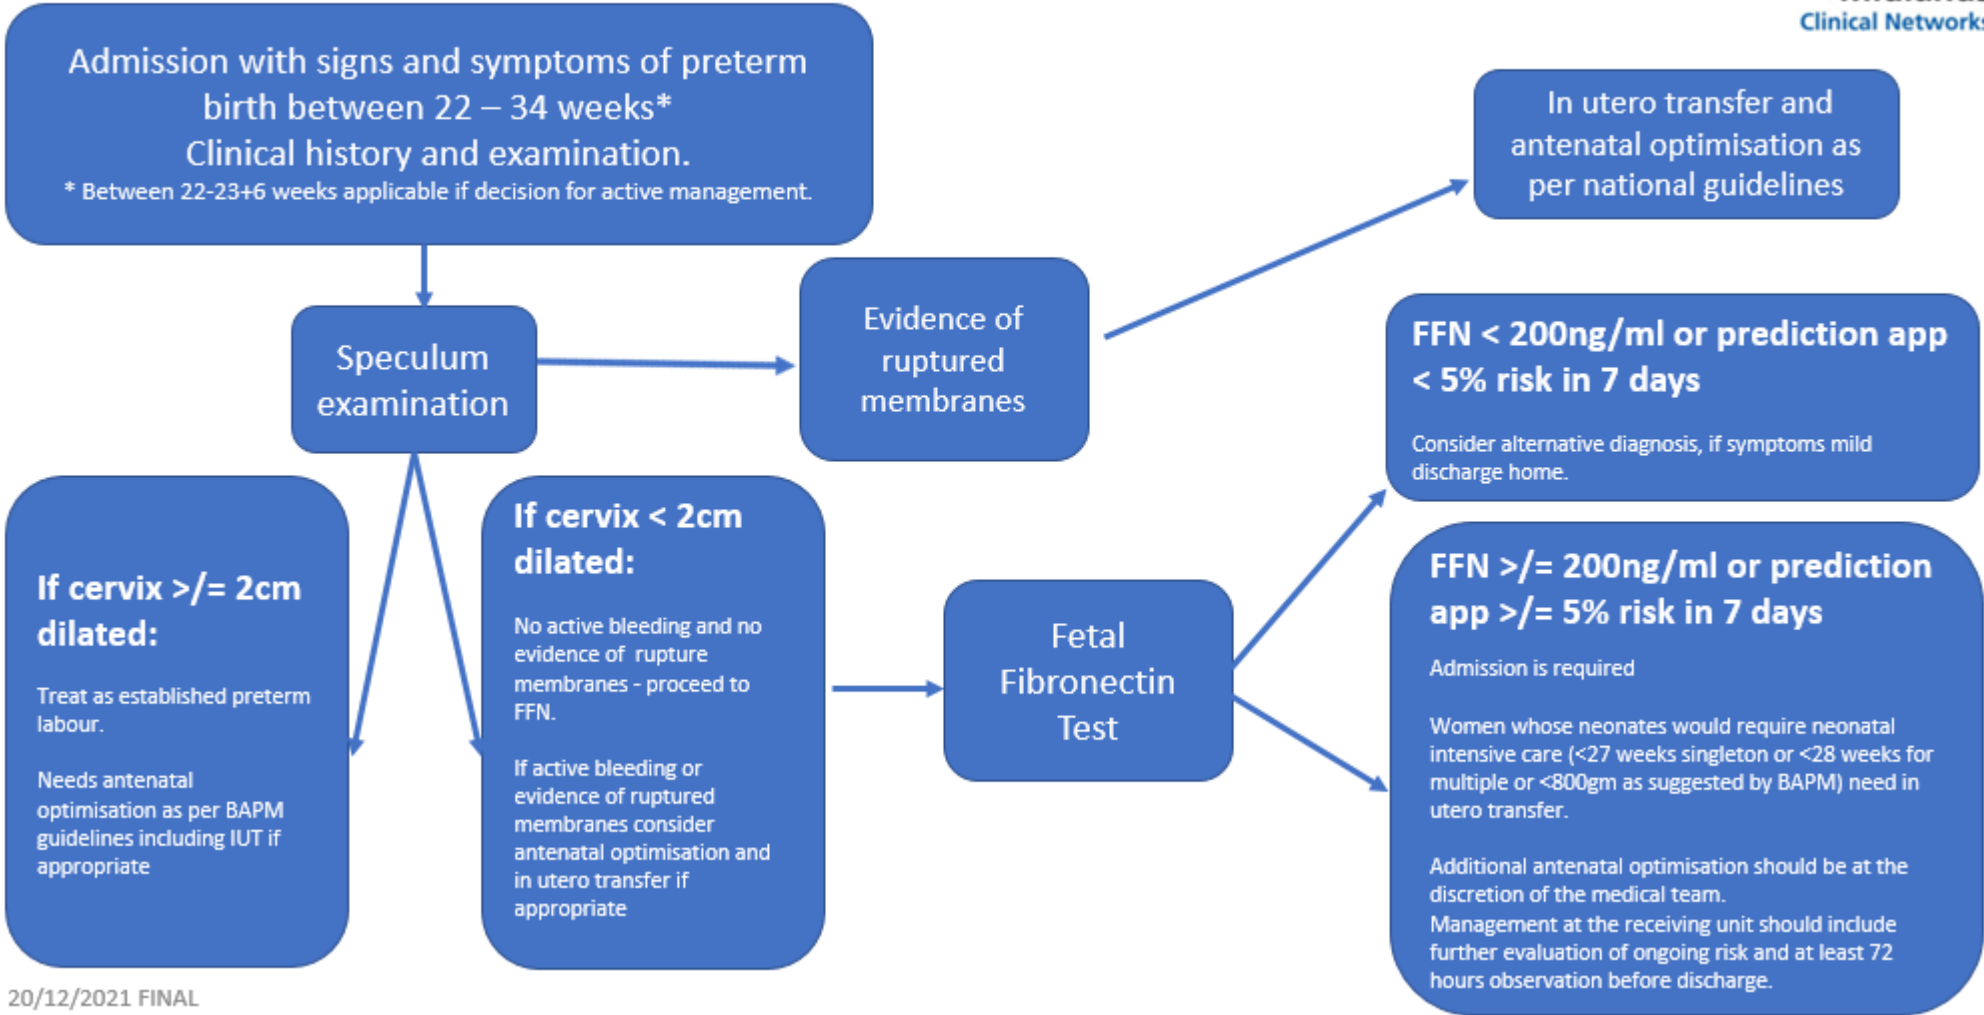 Clinical Networks
Admission with signs and symptoms of preterm
birth between 22 – 34 weeks*
Clinical history and examination.
* Between 22-23+6 weeks applicable if decision for active management.
In utero transfer and
antenatal optimisation as
per national guidelines
Speculum
examination
Evidence of
ruptured
membranes
FFN < 200ng/ml or prediction app
< 5% risk in 7 days
Consider alternative diagnosis, if symptoms mild
discharge home.
If cervix >/= 2cm
dilated:
Treat as established preterm
labour.
Needs antenatal
optimisation as per BAPM
guidelines including IUT if
appropriate
If cervix < 2cm
dilated:
No active bleeding and no
evidence of rupture
membranes - proceed to
FFN.
If active bleeding or
evidence of ruptured
membranes consider
antenatal optimisation and
in utero transfer if
appropriate
Fetal
Fibronectin
Test
FFN >/= 200ng/ml or prediction
app >/= 5% risk in 7 days
Admission is required
Women whose neonates would require neonatal
intensive care (<27 weeks singleton or <28 weeks for
multiple or <800gm as suggested by BAPM) need in
utero transfer.
Additional antenatal optimisation should be at the
discretion of the medical team.
Management at the receiving unit should include
further evaluation of ongoing risk and at least 72
hours observation before discharge.
20/12/2021 FINAL